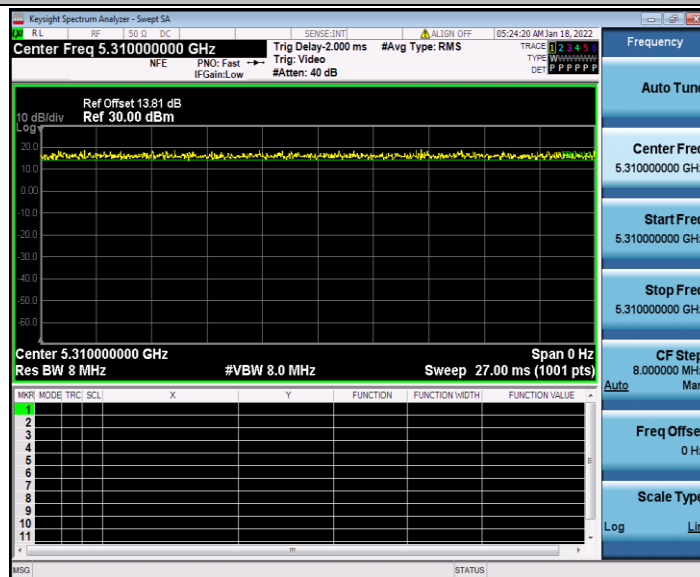 Keysight Spectrum Analyzer - Swept SA
RL RF 50 Ω DC SENSE:INT ALIGN OFF 05:24:20 AM Jan 18, 2022
Center Freq 5.310000000 GHz
NFE
PNO: Fast
IFGain:Low
Trig Delay-2.000 ms
Trig: Video
#Atten: 40 dB
#Avg Type: RMS
TRACE 1 2 3 4 5 6
TYPE WWWWWW
DET P P P P P P
Ref Offset 13.81 dB
10 dB/div Ref 30.00 dBm
Log
20.0
10.0
0.00
-10.0
-20.0
-30.0
-40.0
-50.0
-60.0
Center 5.310000000 GHz Span 0 Hz
Res BW 8 MHz #VBW 8.0 MHz Sweep 27.00 ms (1001 pts)
MKR MODE TRC SCL X Y FUNCTION FUNCTION WIDTH FUNCTION VALUE
1
2
3
4
5
6
7
8
9
10
11
MSG STATUS
Frequency
Auto Tune
Center Freq
5.310000000 GHz
Start Freq
5.310000000 GHz
Stop Freq
5.310000000 GHz
CF Step
8.000000 MHz
Auto Man
Freq Offset
0 Hz
Scale Type
Log Lin